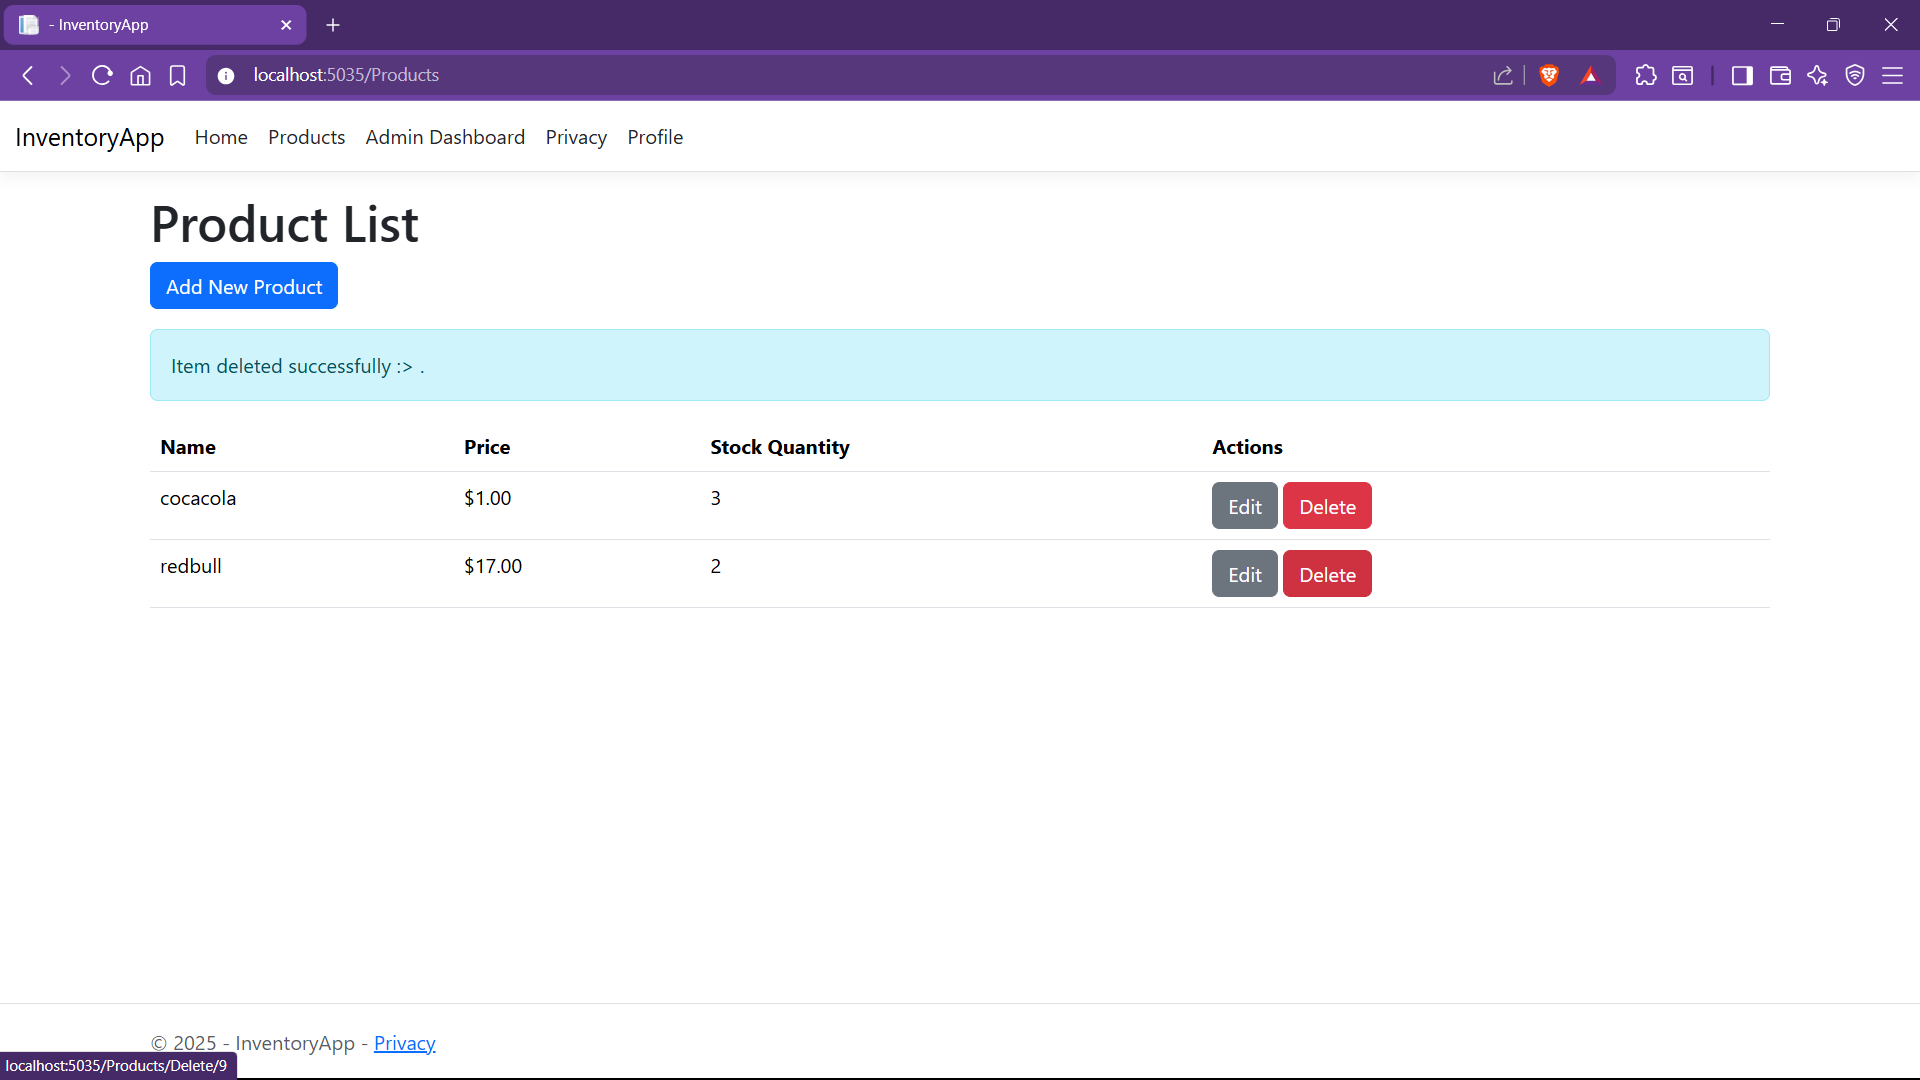 - InventoryApp
localhost:5035/Products
InventoryApp Home Products Admin Dashboard Privacy Profile
Product List
Add New Product
Item deleted successfully :> .
Name Price Stock Quantity Actions
cocacola $1.00 3 Edit Delete
redbull $17.00 2 Edit Delete
© 2025 - InventoryApp - Privacy
localhost:5035/Products/Delete/9